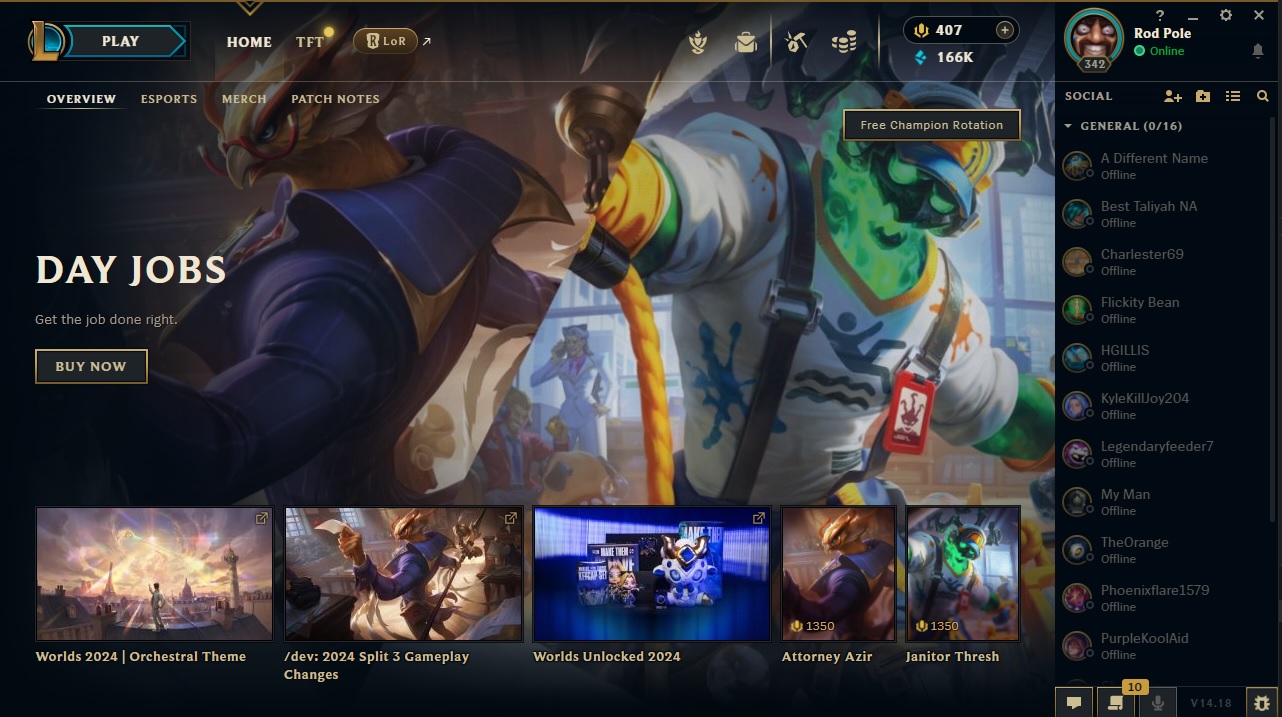 PLAY
HOME
TFT
LoR
407
166K
?
Rod Pole
Online
342
OVERVIEW
ESPORTS
MERCH
PATCH NOTES
SOCIAL
Free Champion Rotation
GENERAL (0/16)
A Different Name
Offline
Best Taliyah NA
Offline
Charlester69
Offline
Flickity Bean
Offline
HGILLIS
Offline
KyleKillJoy204
Offline
Legendaryfeeder7
Offline
My Man
Offline
TheOrange
Offline
Phoenixflare1579
Offline
PurpleKoolAid
Offline
DAY JOBS
Get the job done right.
BUY NOW
MAKE THEM
1350
1350
Worlds 2024 | Orchestral Theme
/dev: 2024 Split 3 Gameplay
Changes
Worlds Unlocked 2024
Attorney Azir
Janitor Thresh
10
V14.18